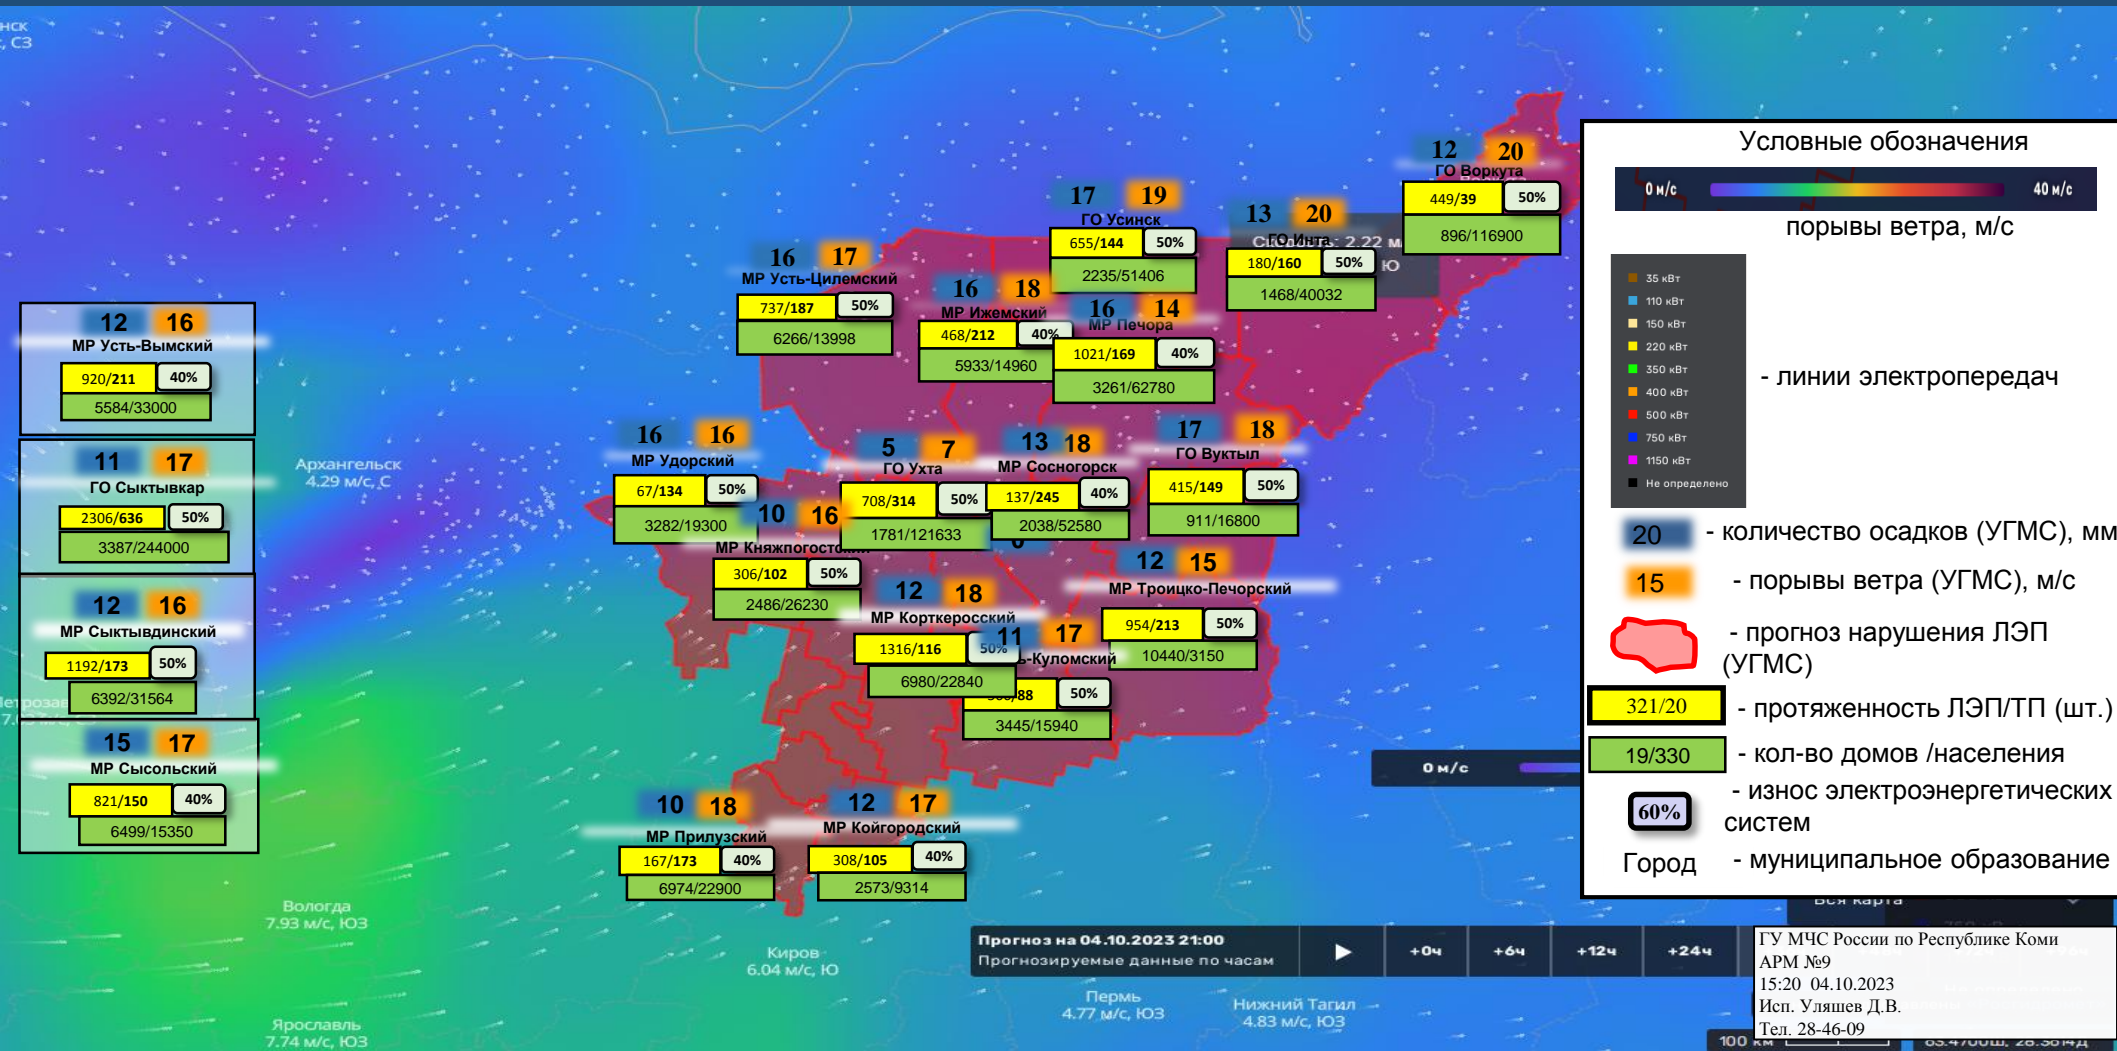 нск
, СЗ
12 16
МР Усть-Вымский
920/211 40%
5584/33000
11 17
ГО Сыктывкар
2306/636 50%
3387/244000
12 16
МР Сыктывдинский
1192/173 50%
6392/31564
15 17
МР Сысольский
821/150 40%
6499/15350
Архангельск
4.29 м/с, С
Вологда
7.93 м/с, ЮЗ
Ярославль
7.74 м/с, ЮЗ
Киров
6.04 м/с, Ю
Пермь
4.77 м/с, ЮЗ
Нижний Тагил
4.83 м/с, ЮЗ
12 20
ГО Воркута
449/39 50%
896/116900
17 19
ГО Усинск
655/144 50%
2235/51406
13 20
ГО Инта
Скорость: 2.22 м
Ю
180/160 50%
1468/40032
16 17
МР Усть-Цилемский
737/187 50%
6266/13998
16 18
МР Ижемский
468/212 40%
5933/14960
16 14
МР Печора
1021/169 40%
3261/62780
16 16
МР Удорский
67/134 50%
3282/19300
5 7
ГО Ухта
708/314 50%
1781/121633
13 18
МР Сосногорск
137/245 40%
2038/52580
17 18
ГО Вуктыл
415/149 50%
911/16800
10 16
МР Княжпогостский
306/102 50%
2486/26230
12 15
МР Троицко-Печорский
954/213 50%
10440/3150
12 18
МР Корткеросский
1316/116 50%
6980/22840
11 17
ь-Куломский
/88 50%
3445/15940
10 18
МР Прилузский
167/173 40%
6974/22900
12 17
МР Койгородский
308/105 40%
2573/9314
0 м/с
Прогноз на 04.10.2023 21:00
Прогнозируемые данные по часам
+0ч +6ч +12ч +24ч
Условные обозначения
0 м/с 40 м/с
порывы ветра, м/с
35 кВт
110 кВт
150 кВт
220 кВт
350 кВт
400 кВт
500 кВт
750 кВт
1150 кВт
Не определено
- линии электропередач
20 - количество осадков (УГМС), мм
15 - порывы ветра (УГМС), м/с
- прогноз нарушения ЛЭП
(УГМС)
321/20 - протяженность ЛЭП/ТП (шт.)
19/330 - кол-во домов /населения
60% - износ электроэнергетических
систем
Город - муниципальное образование
Вся карта
ГУ МЧС России по Республике Коми
АРМ №9
15:20 04.10.2023
Исп. Уляшев Д.В.
Тел. 28-46-09
100 км